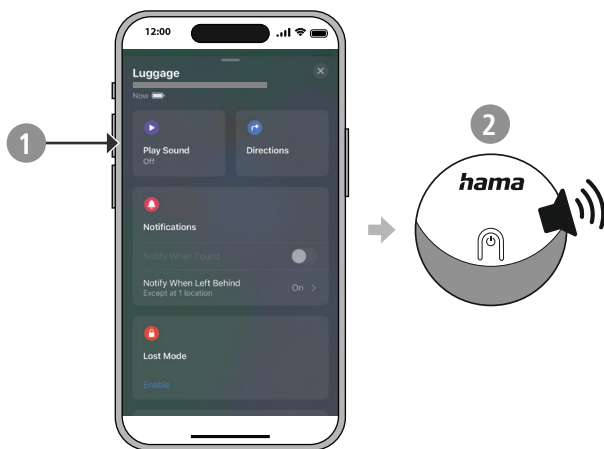 12:00
Luggage
Now
Play Sound
Off
Directions
Notifications
Notify When Found
Notify When Left Behind
Except at 1 location
On >
Lost Mode
Enable
1
2
hama